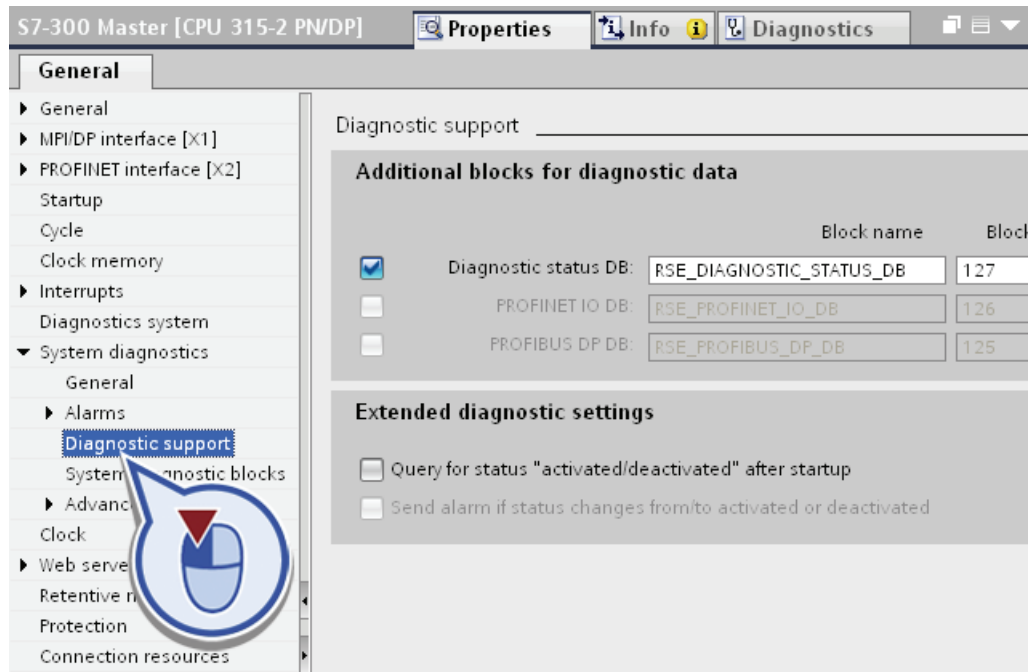 S7-300 Master [CPU 315-2 PN/DP]
Properties
Info
Diagnostics
General
General
MPI/DP interface [X1]
PROFINET interface [X2]
Startup
Cycle
Clock memory
Interrupts
Diagnostics system
System diagnostics
General
Alarms
Diagnostic support
System diagnostic blocks
Clock
Retentive
Protection
Connection resources
Diagnostic support
Additional blocks for diagnostic data
Block name
Diagnostic status DB: RSE_DIAGNOSTIC_STATUS_DB 127
PROFINET IO DB: RSE_PROFINET_IO_DB 126
PROFIBUS DP DB: RSE_PROFIBUS_DP_DB 125
Extended diagnostic settings
Query for status "activated/deactivated" after startup
Send alarm if status changes from/to activated or deactivated